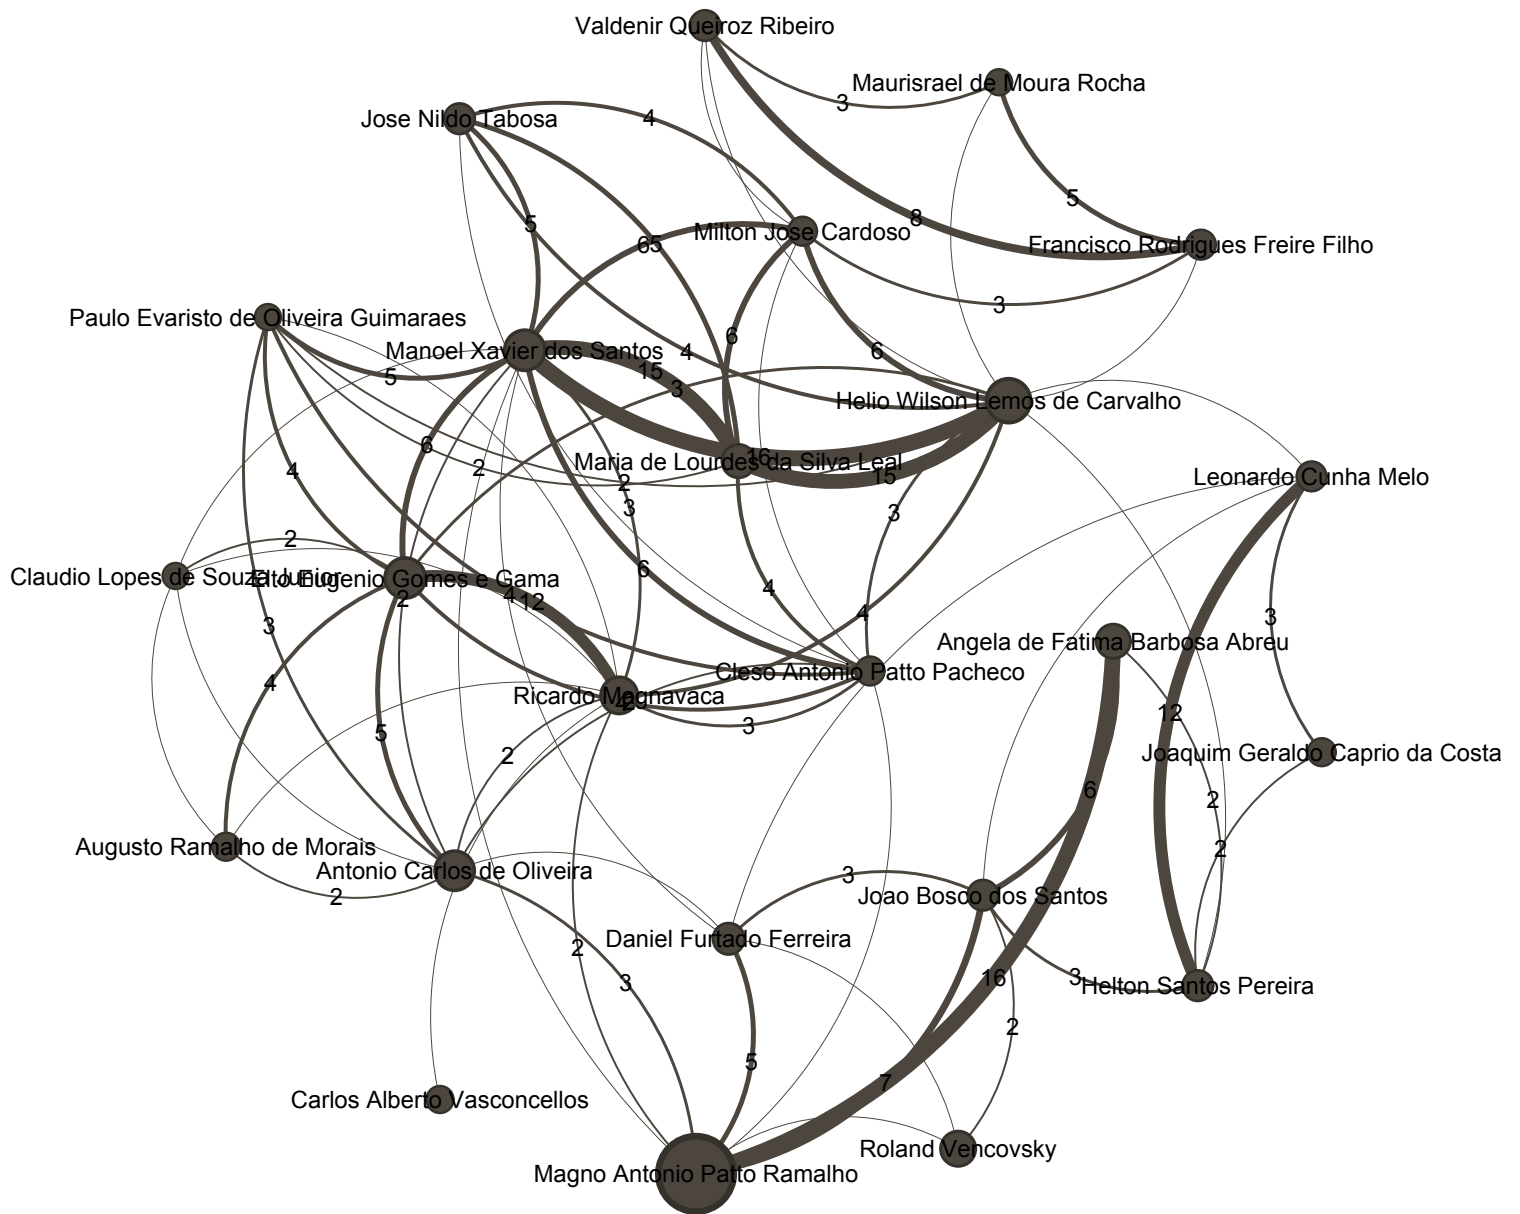 Valdenir Queiroz Ribeiro
Maurisrael de Moura Rocha
3
Jose Nildo Tabosa
4
5
8
5
Milton Jose Cardoso
65
Francisco Rodrigues Freire Filho
3
Paulo Evaristo de Oliveira Guimaraes
6
Manoel Xavier dos Santos
4
6
15
5
3
Helio Wilson Lemos de Carvalho
6
Maria de Lourdes da Silva Leal
16
15
2
4
2
3
3
Leonardo Cunha Melo
2
Claudio Lopes de Souza Junior
Elto Eugenio Gomes e Gama
6
4
12
2
4
4
3
3
Angela de Fatima Barbosa Abreu
Cleso Antonio Patto Pacheco
4
Ricardo Magnavaca
3
12
5
2
Joaquim Geraldo Caprio da Costa
6
2
2
Augusto Ramalho de Morais
Antonio Carlos de Oliveira
3
2
Joao Bosco dos Santos
Daniel Furtado Ferreira
2
3
16
3
Helton Santos Pereira
2
5
7
Carlos Alberto Vasconcellos
Roland Vencovsky
Magno Antonio Patto Ramalho